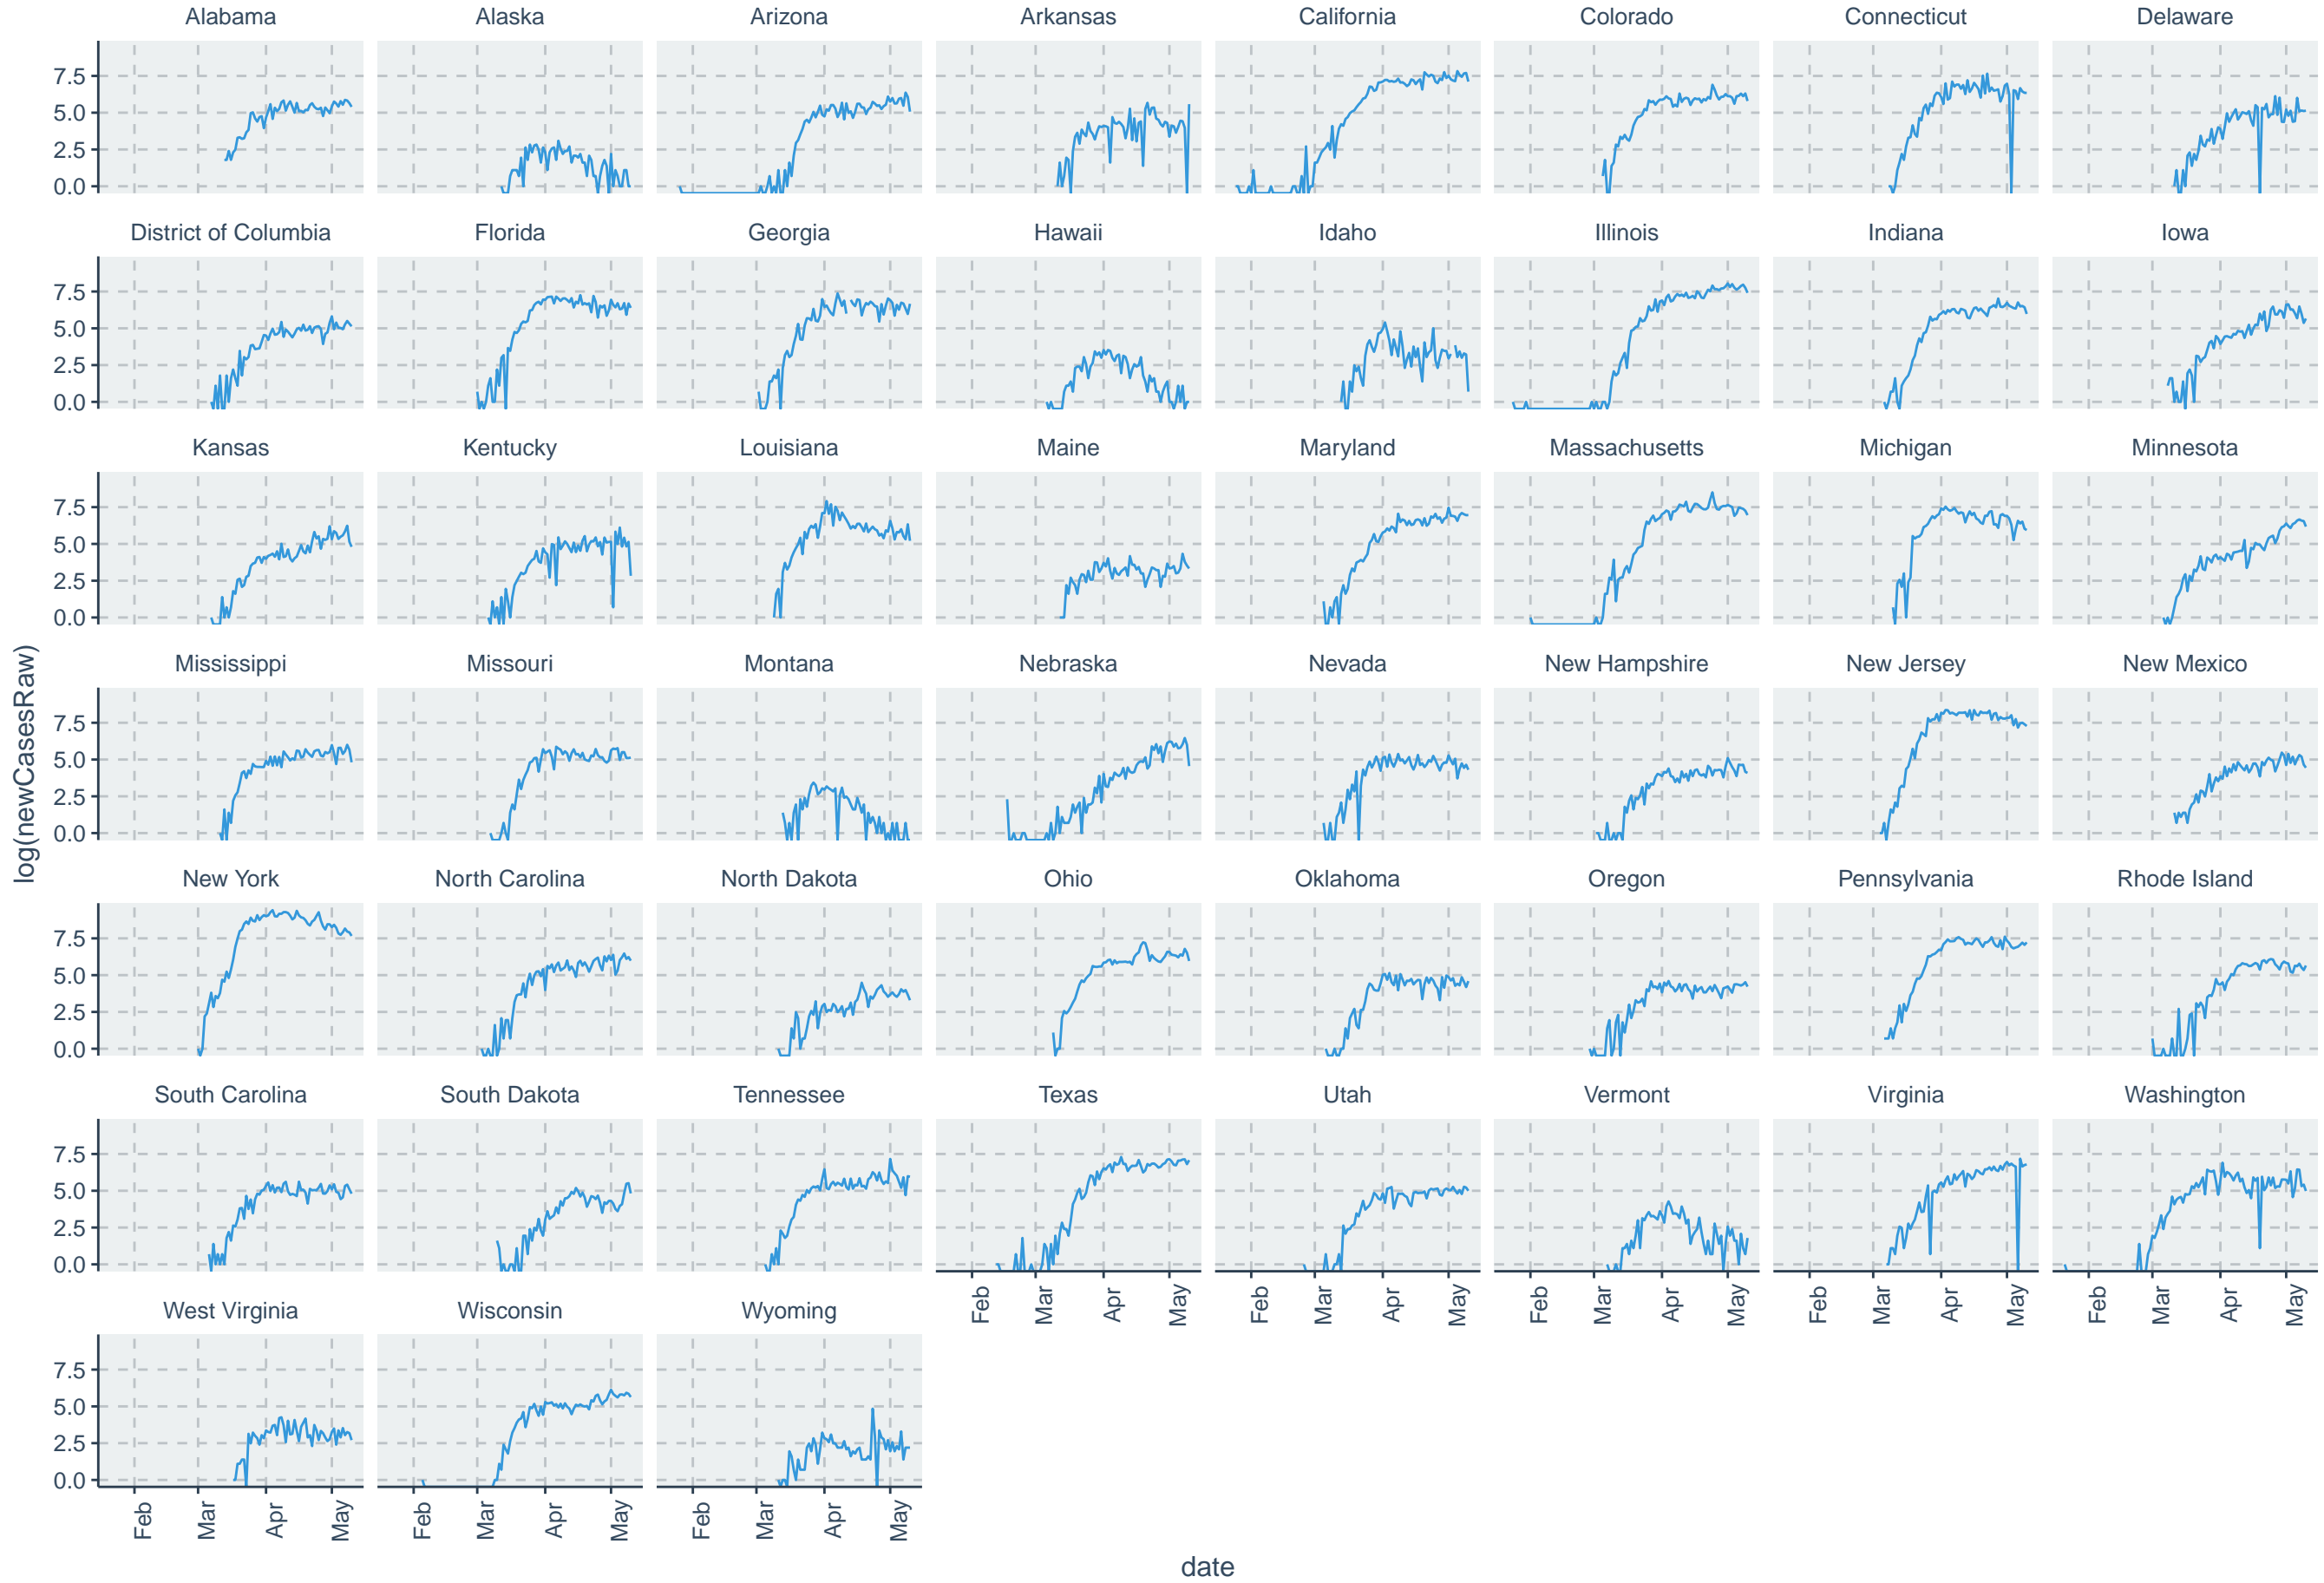 Alabama Alaska Arizona Arkansas California Colorado Connecticut Delaware
7.5
5.0
2.5
0.0
District of Columbia Florida Georgia Hawaii Idaho Illinois Indiana Iowa
7.5
5.0
2.5
0.0
Kansas Kentucky Louisiana Maine Maryland Massachusetts Michigan Minnesota
7.5
5.0
2.5
0.0
log(newCasesRaw)
Mississippi Missouri Montana Nebraska Nevada New Hampshire New Jersey New Mexico
7.5
5.0
2.5
0.0
New York North Carolina North Dakota Ohio Oklahoma Oregon Pennsylvania Rhode Island
7.5
5.0
2.5
0.0
South Carolina South Dakota Tennessee Texas Utah Vermont Virginia Washington
7.5
5.0
2.5
0.0
Feb Mar Apr May Feb Mar Apr May Feb Mar Apr May Feb Mar Apr May Feb Mar Apr May
West Virginia Wisconsin Wyoming
7.5
5.0
2.5
0.0
Feb Mar Apr May Feb Mar Apr May Feb Mar Apr May
date